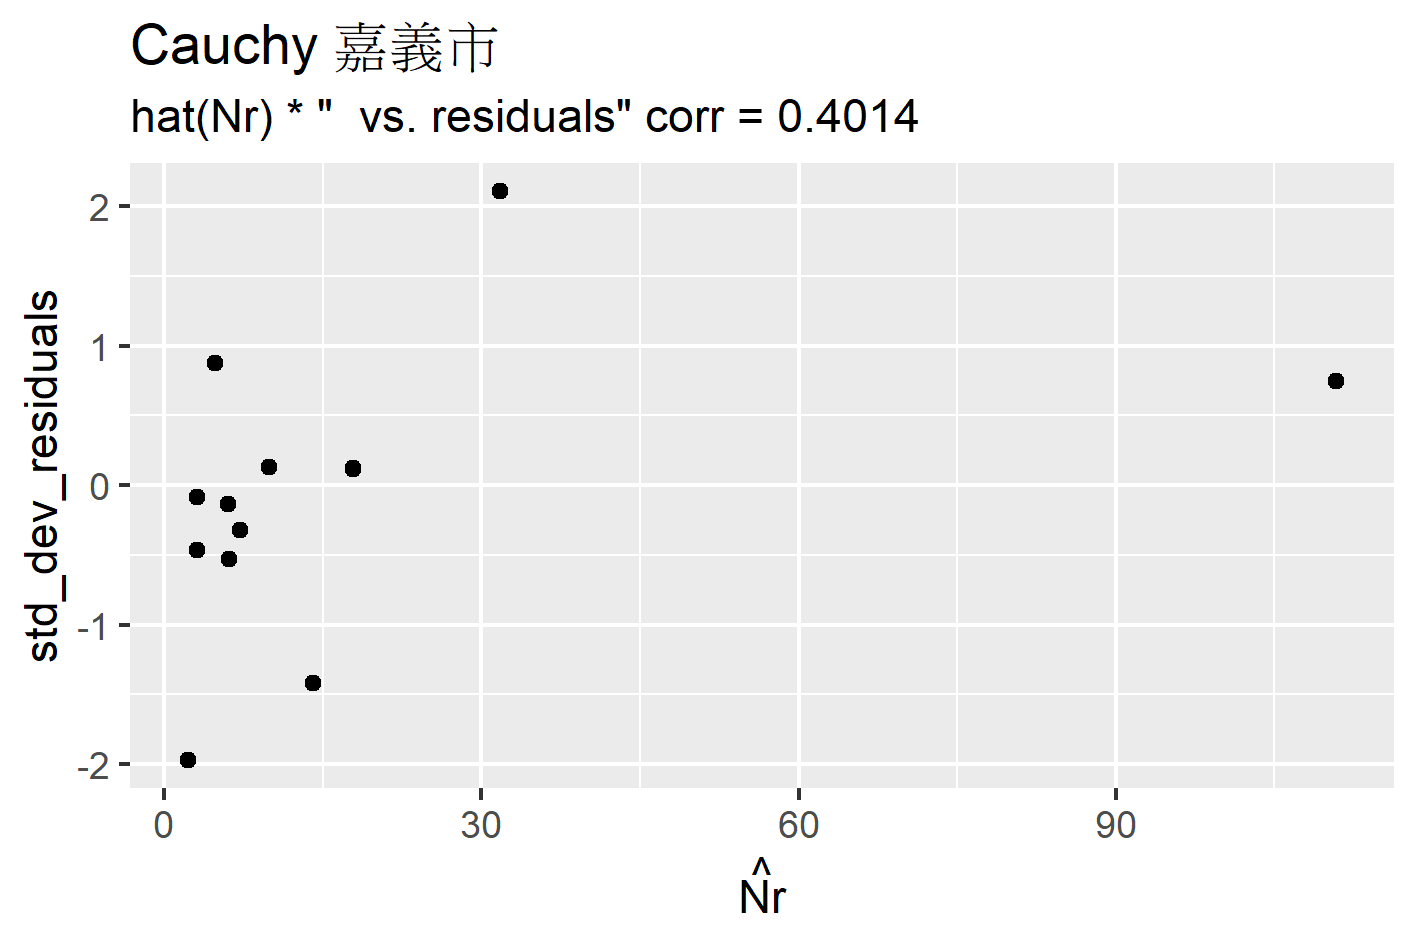 Cauchy 嘉義市
hat(Nr) * "  vs. residuals" corr = 0.4014
std_dev_residuals
2
1
0
-1
-2
0 30 60 90
N̂r